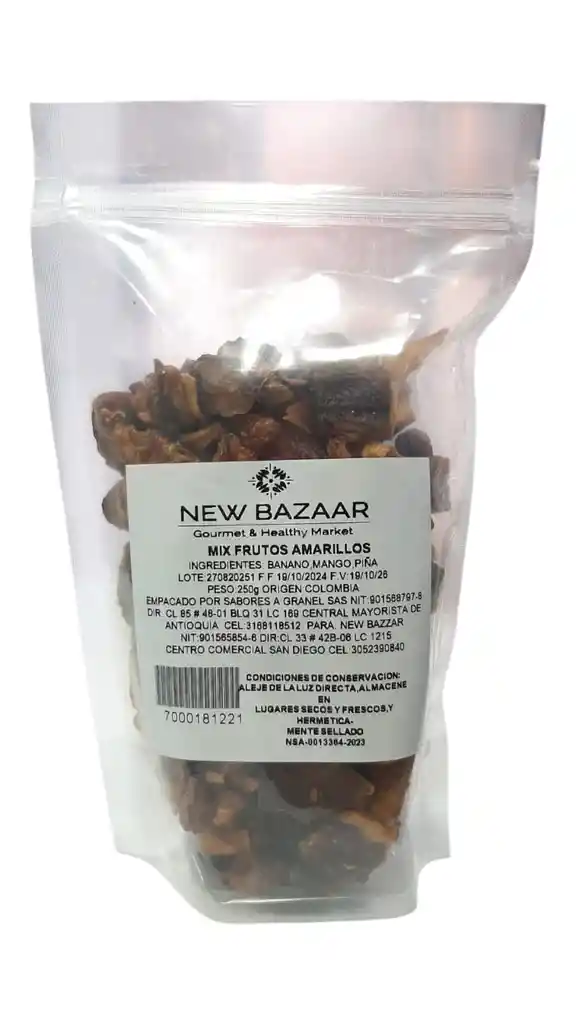 NEW BAZAAR
Gourmet & Healthy Market
MIX FRUTOS AMARILLOS
INGREDIENTES: BANANO,MANGO,PIÑA
LOTE:270820251 F.F 19/10/2024 F.V:19/10/26
PESO:250g ORIGEN COLOMBIA
EMPACADO POR SABORES A GRANEL SAS NIT:901568797-8
DIR CL 85 # 48-01 BLQ 31 LC 169 CENTRAL MAYORISTA DE
ANTIOQUIA CEL:3168118512 PARA: NEW BAZZAR
NIT:901565854-6 DIR:CL 33 # 42B-06 LC 1215
CENTRO COMERCIAL SAN DIEGO CEL 3052390840
7000181221
CONDICIONES DE CONSERVACION:
ALEJE DE LA LUZ DIRECTA,ALMACENE
EN
LUGARES SECOS Y FRESCOS,Y
HERMETICA-
MENTE SELLADO
NSA-0013364-2023